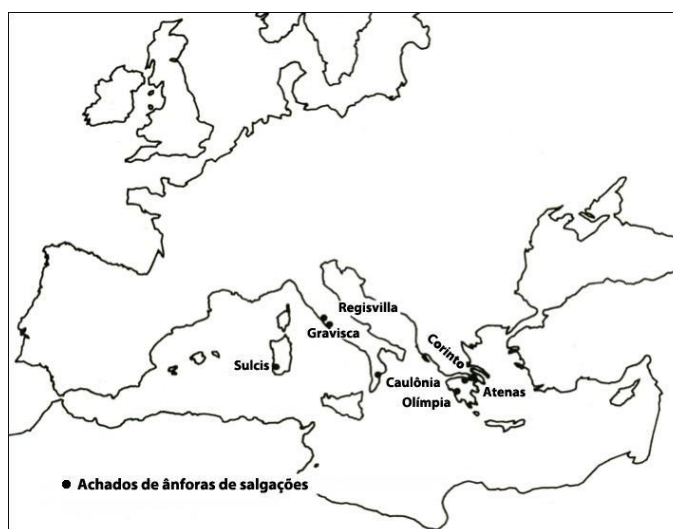 Regisvilla
Gravisca
Sulcis
Corinto
Caulônia
Atenas
Olímpia
Achados de ânforas de salgações